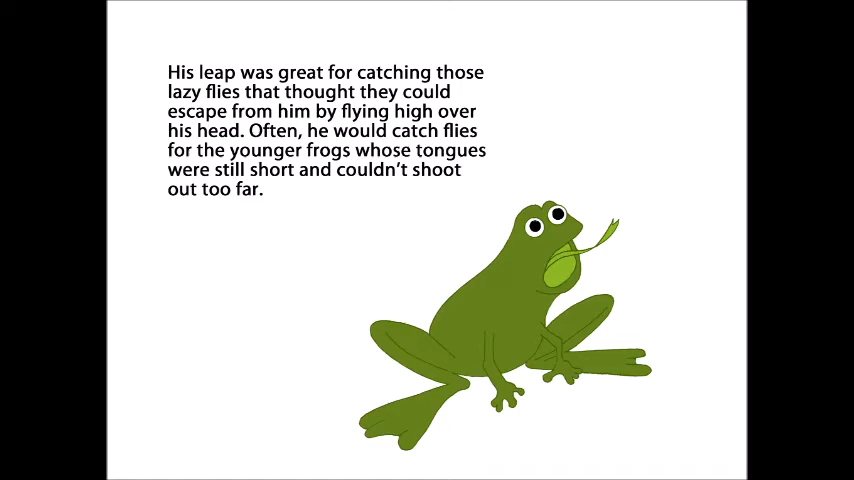 His leap was great for catching those
lazy flies that thought they could
escape from him by flying high over
his head. Often, he would catch flies
for the younger frogs whose tongues
were still short and couldn't shoot
out too far.